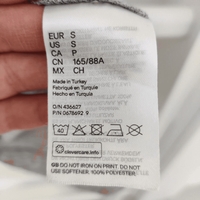 EUR S
US S
CA P
CN 165/88A
MX CH
Made in Turkey
Fabriqué en Turquie
Hecho en Turquía
O/N 436627
P/N 0678692.9
40
clevercare.info
GB DO NOT IRON ON PRINT. DO NOT
USE SOFTENER. 100% POLYESTER